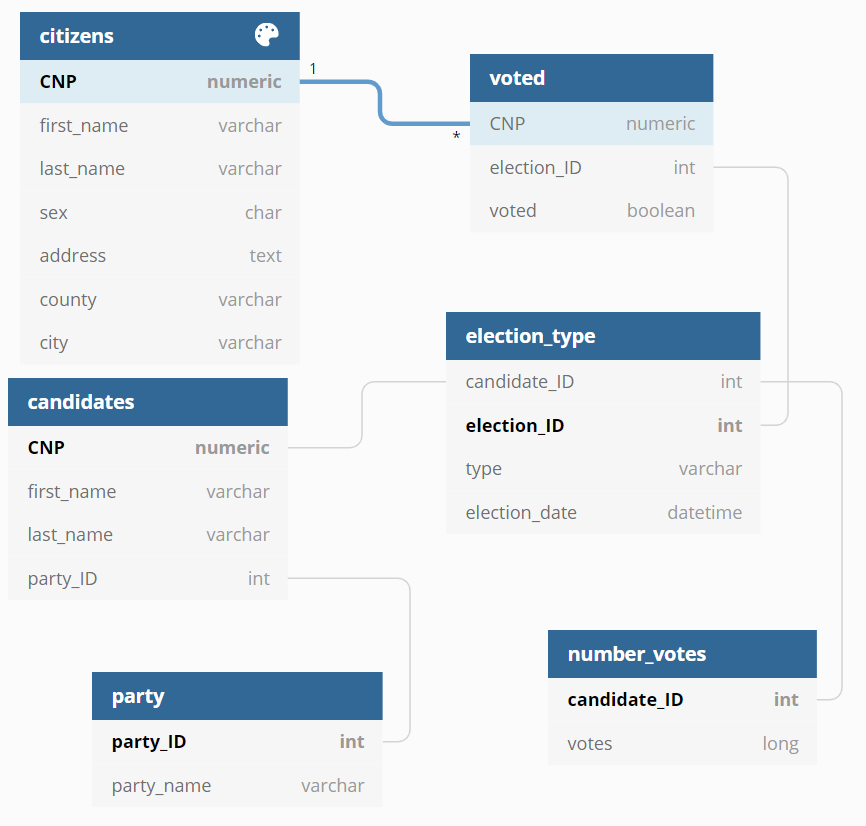 citizens
CNP numeric
first_name varchar
last_name varchar
sex char
address text
county varchar
city varchar
1
*
voted
CNP numeric
election_ID int
voted boolean
election_type
candidate_ID int
election_ID int
type varchar
election_date datetime
candidates
CNP numeric
first_name varchar
last_name varchar
party_ID int
party
party_ID int
party_name varchar
number_votes
candidate_ID int
votes long